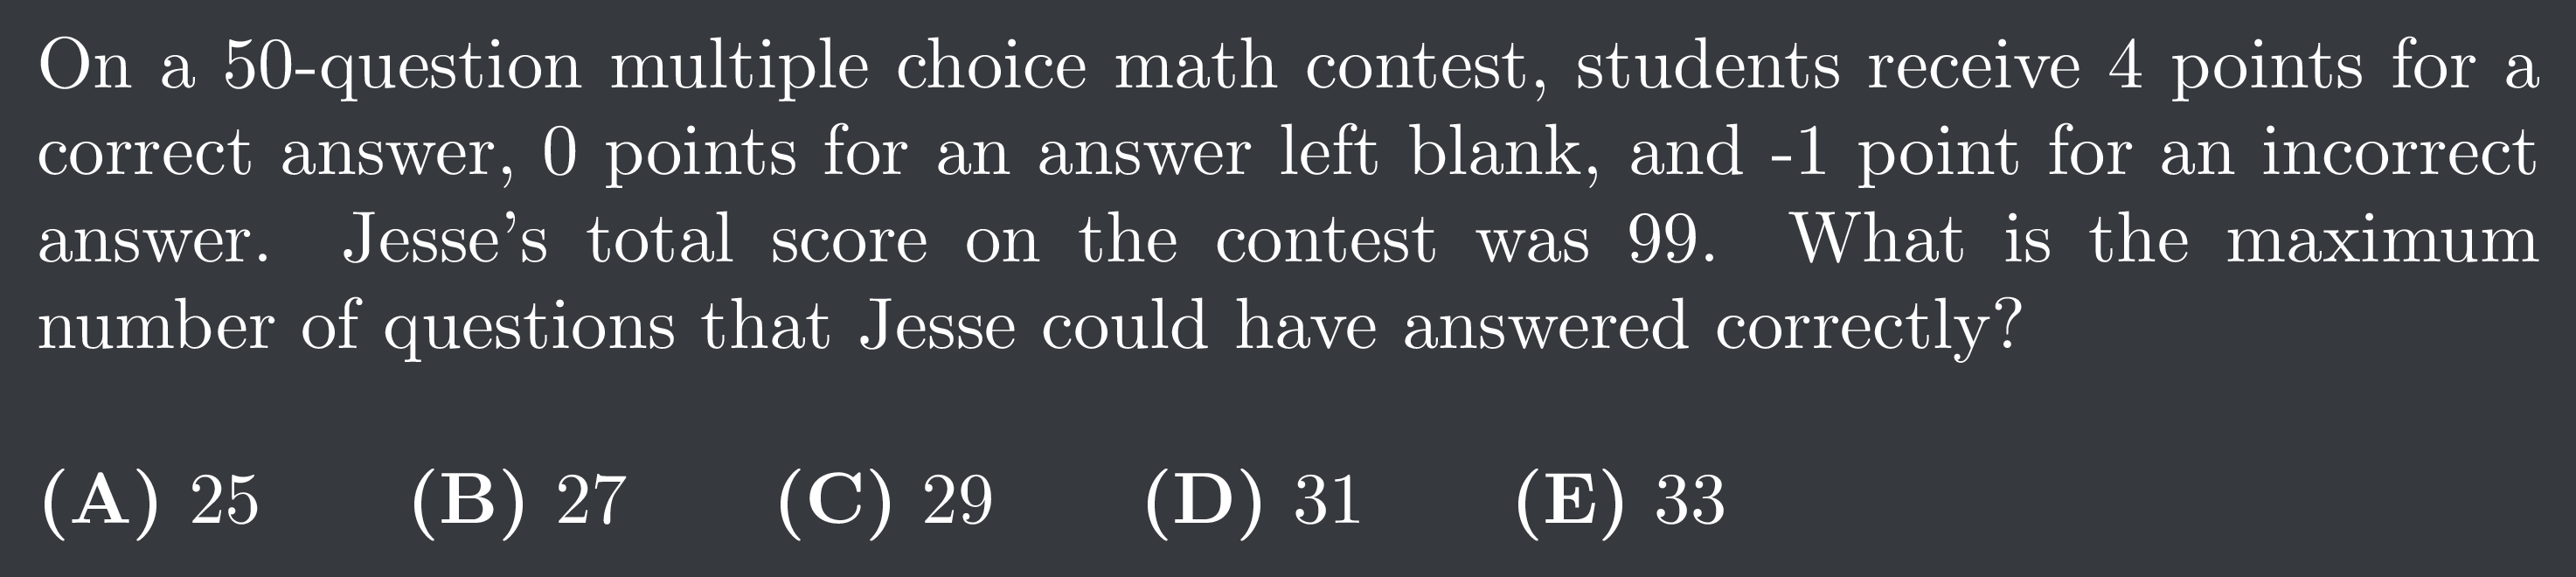 On a 50-question multiple choice math contest, students receive 4 points for a
correct answer, 0 points for an answer left blank, and -1 point for an incorrect
answer. Jesse's total score on the contest was 99. What is the maximum
number of questions that Jesse could have answered correctly?
(A) 25 (B) 27 (C) 29 (D) 31 (E) 33